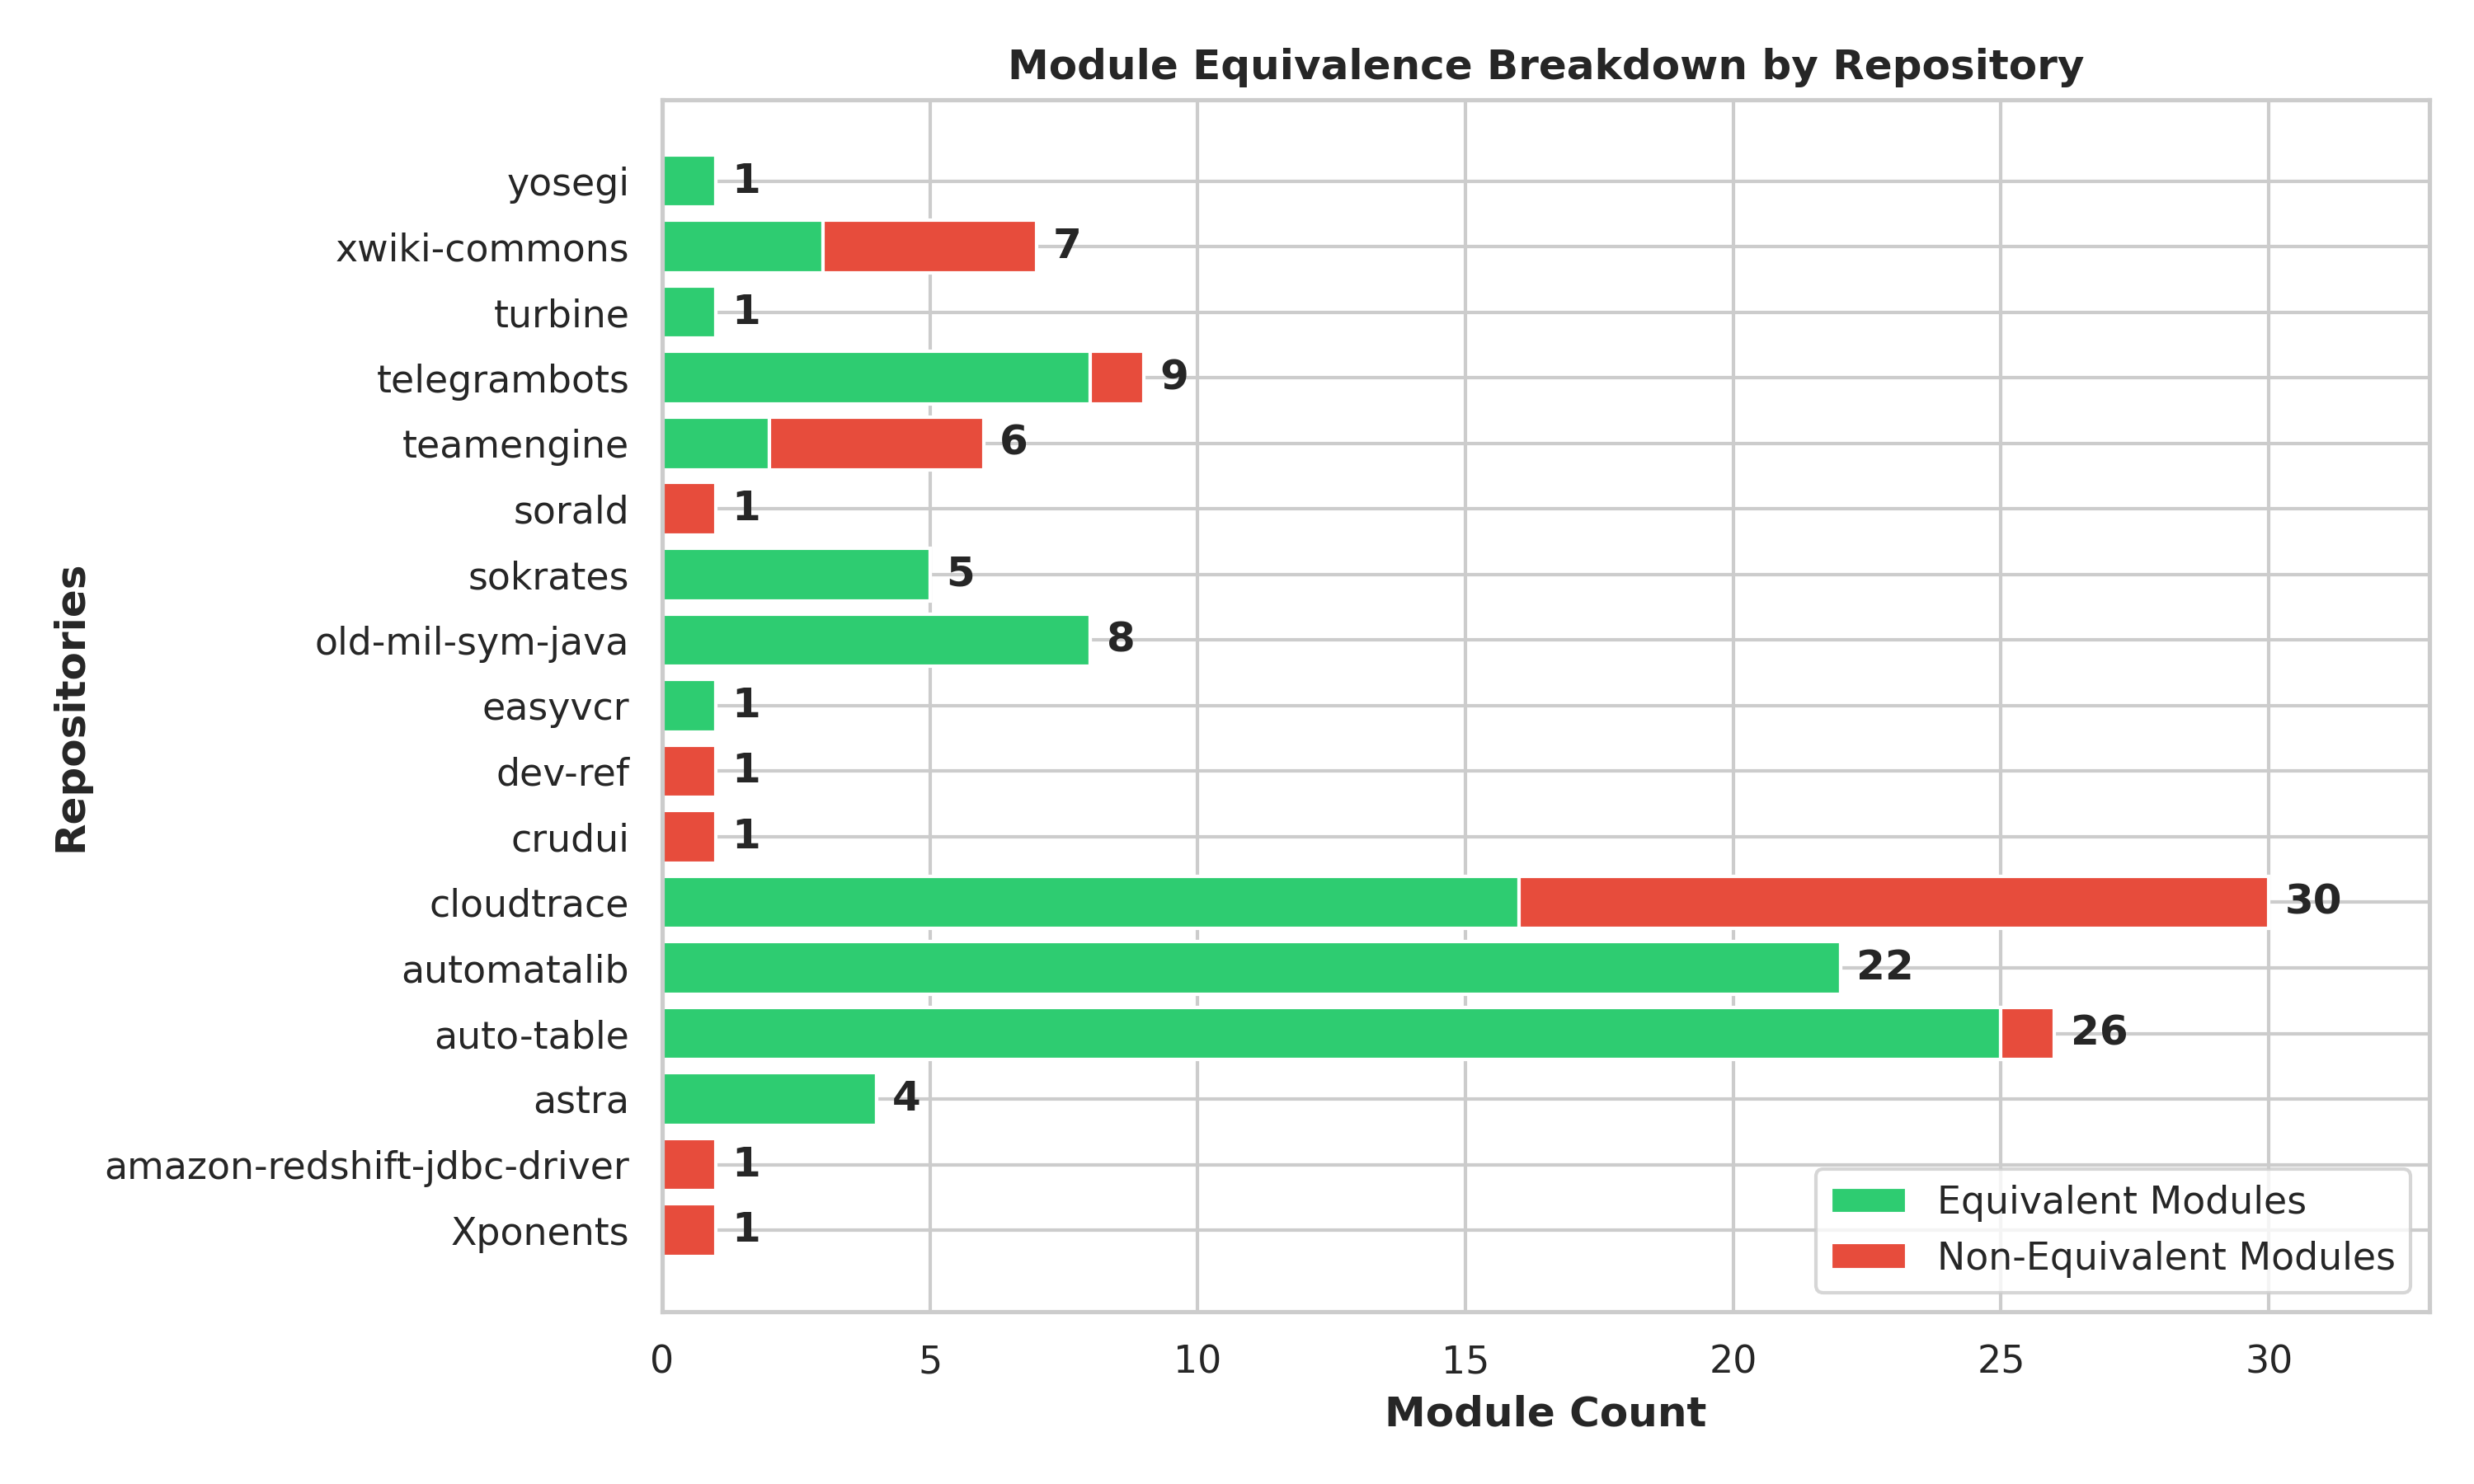 Module Equivalence Breakdown by Repository
Repositories
yosegi 1
xwiki-commons 7
turbine 1
telegrambots 9
teamengine 6
sorald 1
sokrates 5
old-mil-sym-java 8
easyvcr 1
dev-ref 1
crudui 1
cloudtrace 30
automatalib 22
auto-table 26
astra 4
amazon-redshift-jdbc-driver 1
Xponents 1
Equivalent Modules
Non-Equivalent Modules
0 5 10 15 20 25 30
Module Count